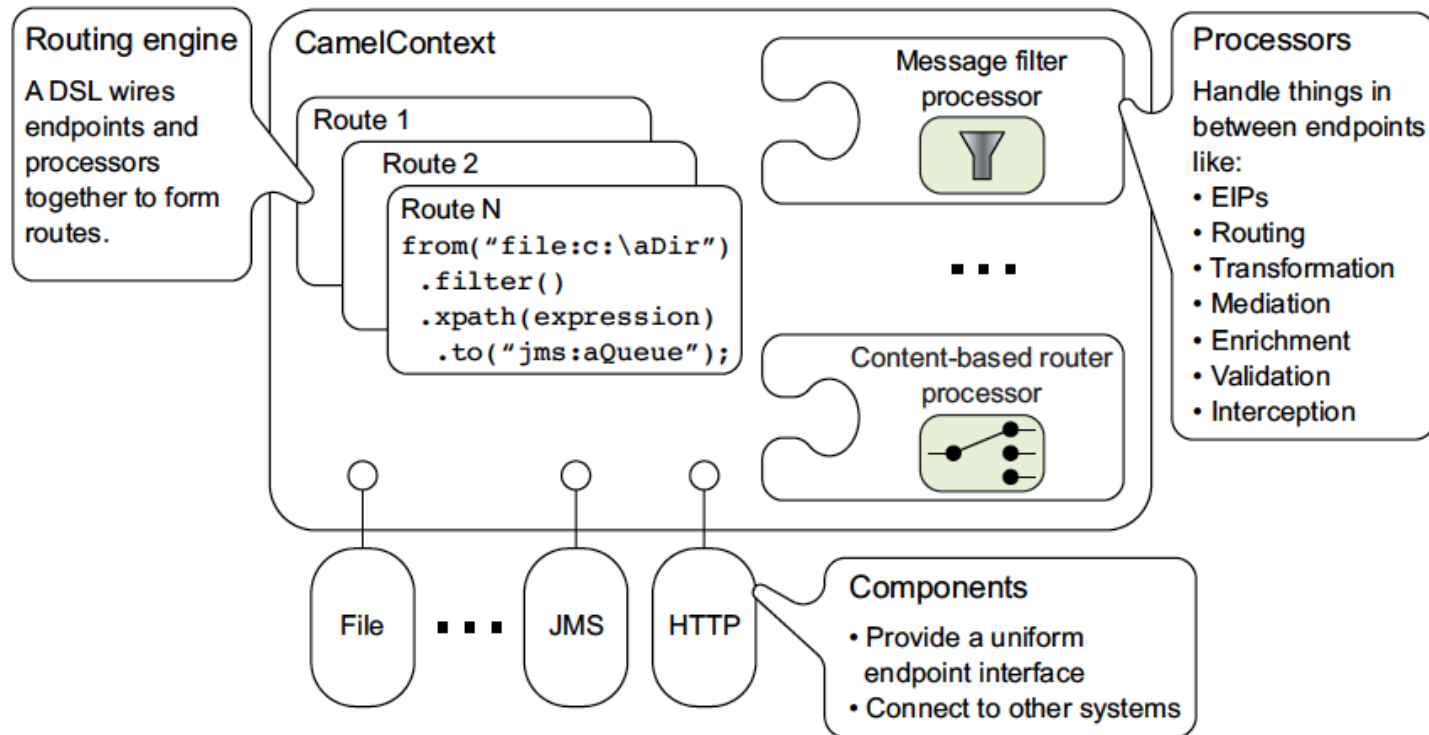 Routing engine
A DSL wires
endpoints and
processors
together to form
routes.
CamelContext
Route 1
Route 2
Route N
from(“file:c:\aDir”)
.filter()
.xpath(expression)
.to(“jms:aQueue”);
Message filter
processor
Content-based router
processor
Processors
Handle things in
between endpoints
like:
• EIPs
• Routing
• Transformation
• Mediation
• Enrichment
• Validation
• Interception
File
JMS
HTTP
Components
• Provide a uniform
endpoint interface
• Connect to other systems